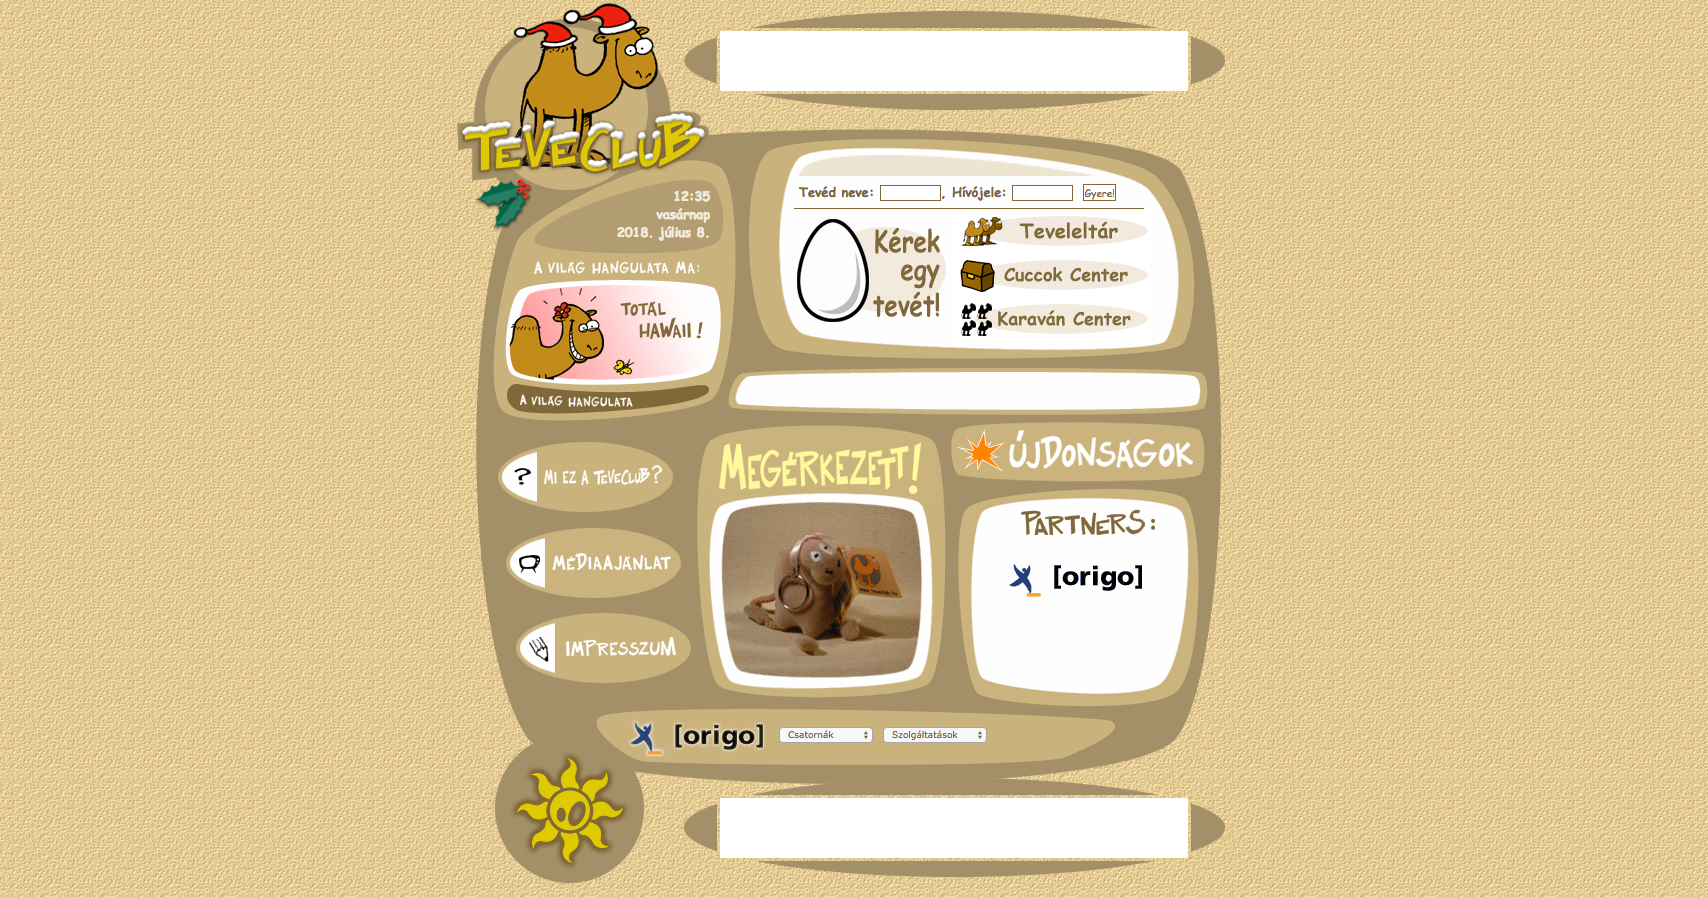 TEVECLUB
12:35
vasárnap
2018. július 8.
A VILÁG HANGULATA MA:
TOTÁL
HAWAII!
A VILÁG HANGULATA
Tevéd neve: , Hívójele: Gyere!
Kérek
egy
tevét!
Teveleltár
Cuccok Center
Karaván Center
MI EZ A TEVECLUB?
MÉDIAAJÁNLAT
IMPRESSZUM
MEGÉRKEZETT!
ÚJDONSÁGOK
PARTNERS:
[origo]
[origo] Csatornák Szolgáltatások